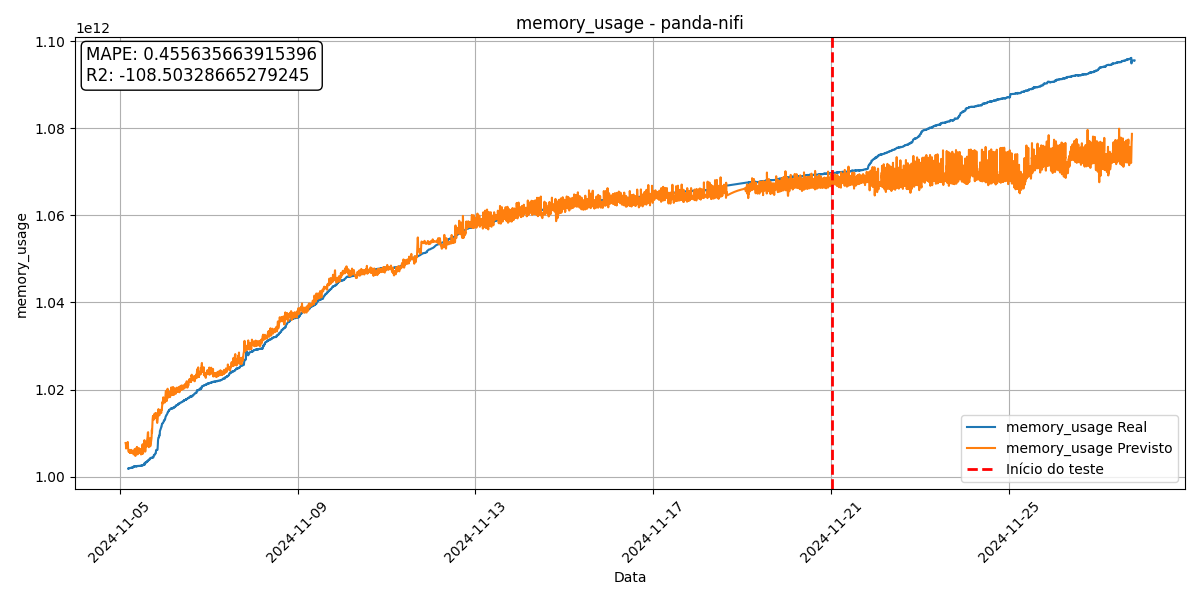 memory_usage - panda-nifi
1e12
MAPE: 0.455635663915396
R2: -108.50328665279245
1.10
1.08
1.06
1.04
1.02
1.00
memory_usage
memory_usage Real
memory_usage Previsto
Início do teste
2024-11-05
2024-11-09
2024-11-13
2024-11-17
2024-11-21
2024-11-25
Data